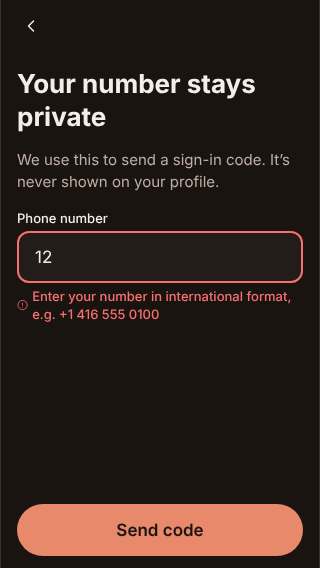 Your number stays
private
We use this to send a sign-in code. It’s
never shown on your profile.
Phone number
12
Enter your number in international format,
e.g. +1 416 555 0100
Send code